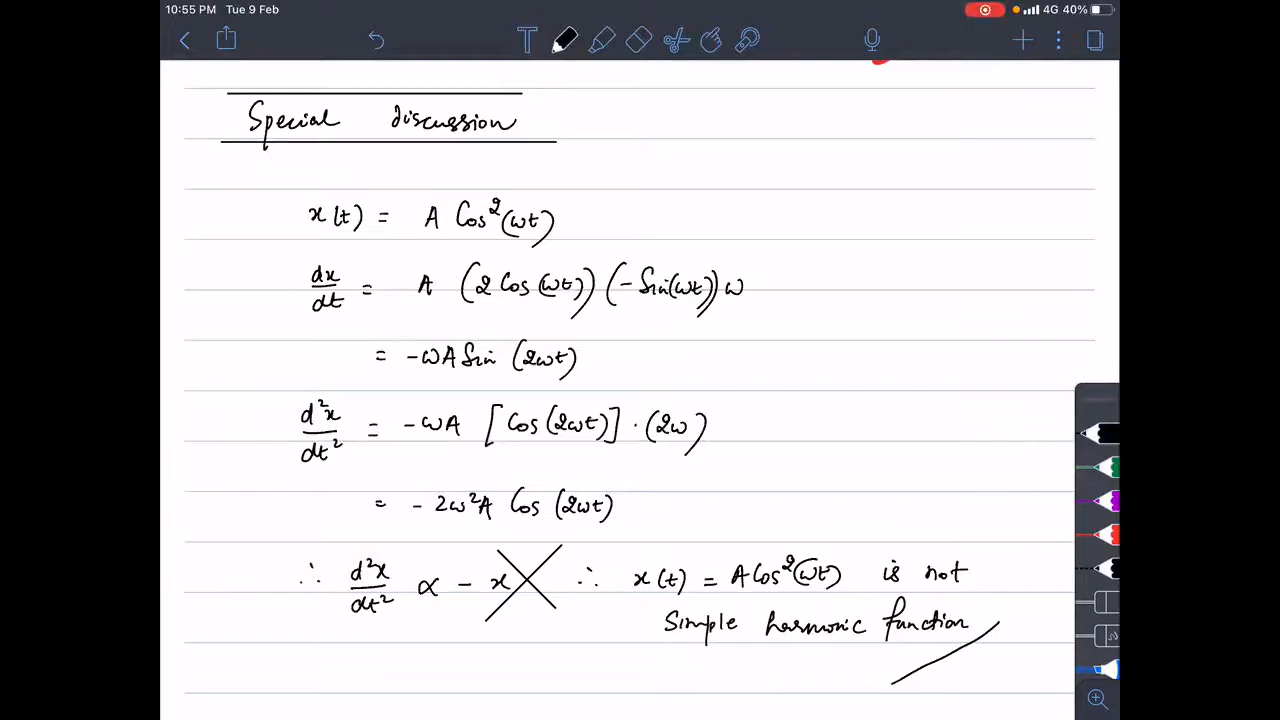 10:55 PM Tue 9 Feb 4G 40%
Special discussion
x(t) = A Cos²(ωt)
dx/dt = A (2 Cos(ωt)) (-Sin(ωt)) ω
= -ωA Sin (2ωt)
d²x/dt² = -ωA [Cos(2ωt)] · (2ω)
= - 2ω²A Cos (2ωt)
∴ d²x/dt² ∝ - x ∴ x(t) = A Cos²(ωt) is not
Simple harmonic function